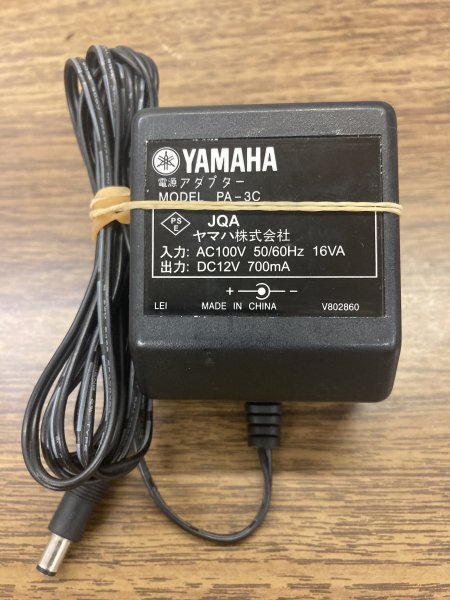 YAMAHA
電源アダプター
MODEL PA-3C
PS
E
JQA
ヤマハ株式会社
入力: AC100V 50/60Hz 16VA
出力: DC12V 700mA
+ -
LEI MADE IN CHINA V802860